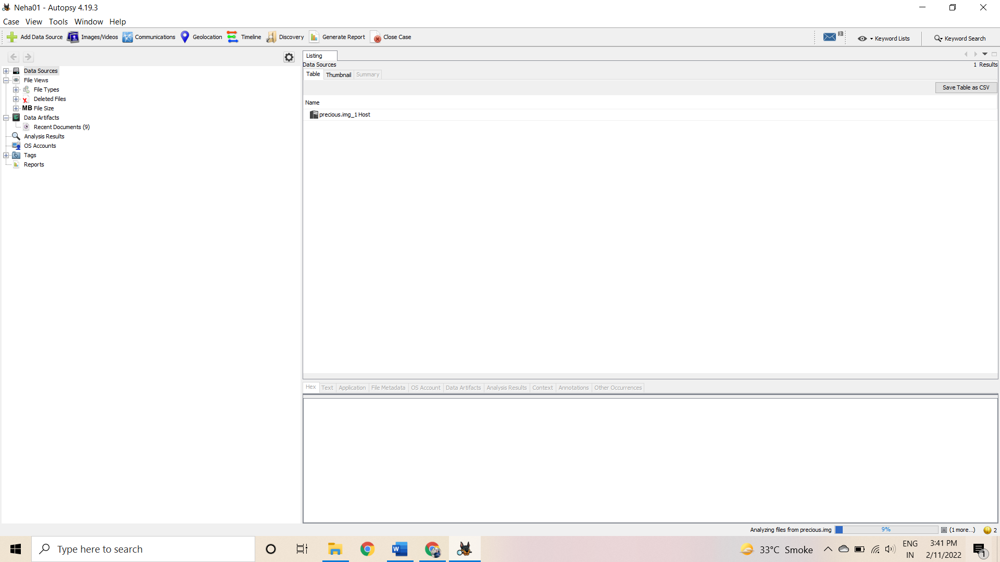 Neha01 - Autopsy 4.19.3
Case View Tools Window Help
Add Data Source Images/Videos Communications Geolocation Timeline Discovery Generate Report Close Case 3 Keyword Lists Keyword Search
Listing
Data Sources 1 Results
Table Thumbnail Summary
Save Table as CSV
Name
precious.img_1 Host
Data Sources
File Views
File Types
Deleted Files
MB File Size
Data Artifacts
Recent Documents (9)
Analysis Results
OS Accounts
Tags
Reports
Hex Text Application File Metadata OS Account Data Artifacts Analysis Results Context Annotations Other Occurrences
Analyzing files from precious.img 9% (1 more...) 2
Type here to search
33°C Smoke
ENG
IN
3:41 PM
2/11/2022
1